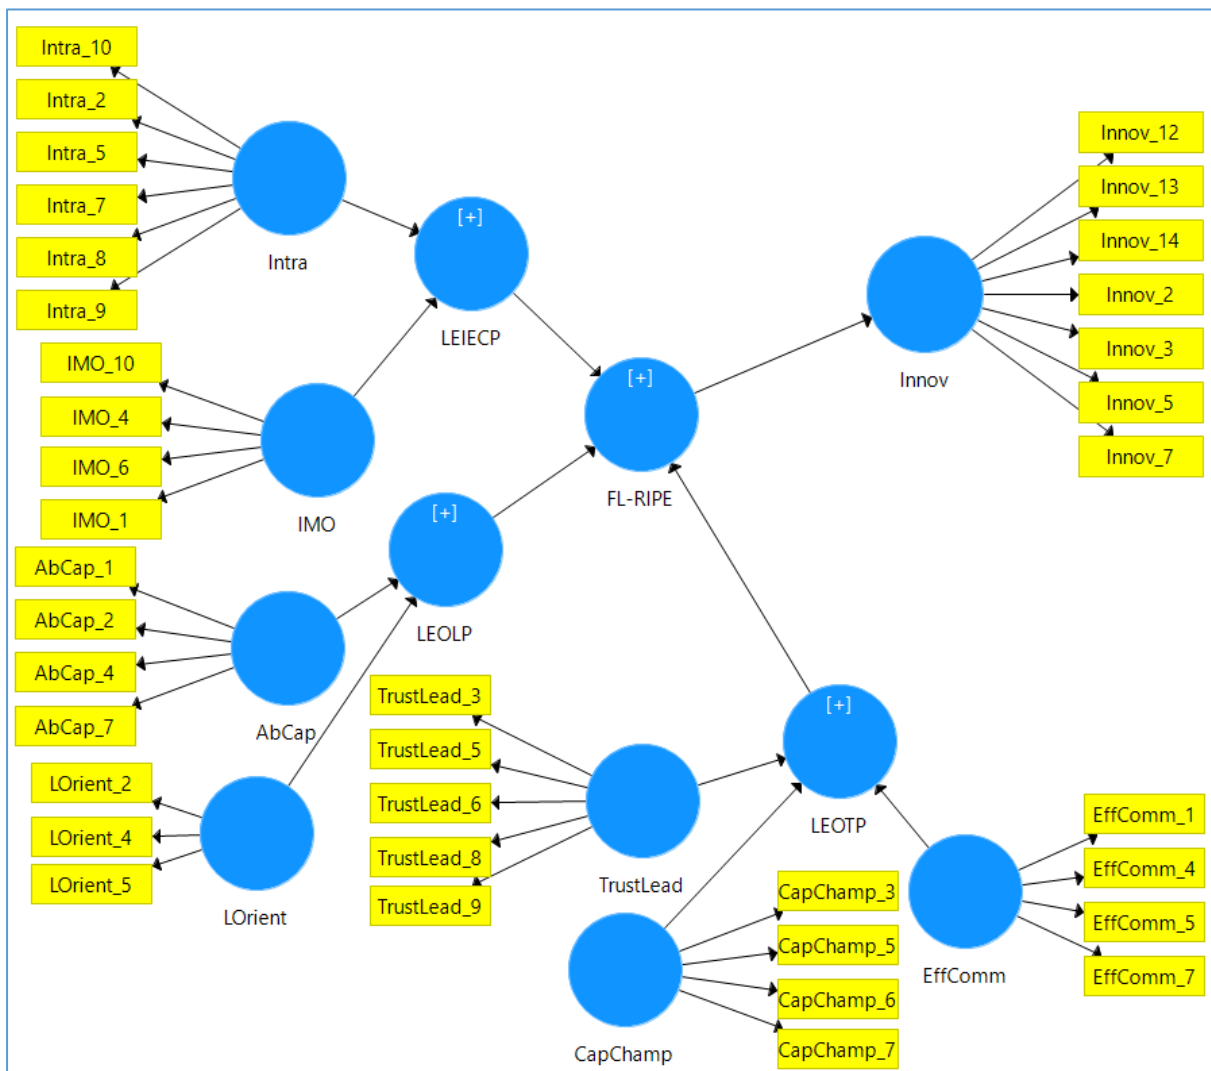 Intra_10
Intra_2
Intra_5
Intra_7
Intra_8
Intra_9
Intra
[+]
LEIECP
IMO_10
IMO_4
IMO_6
IMO_1
IMO
[+]
FL-RIPE
Innov_12
Innov_13
Innov_14
Innov_2
Innov_3
Innov_5
Innov_7
Innov
[+]
LEOLP
AbCap_1
AbCap_2
AbCap_4
AbCap_7
AbCap
LOrient_2
LOrient_4
LOrient_5
LOrient
TrustLead_3
TrustLead_5
TrustLead_6
TrustLead_8
TrustLead_9
TrustLead
[+]
LEOTP
CapChamp_3
CapChamp_5
CapChamp_6
CapChamp_7
CapChamp
EffComm_1
EffComm_4
EffComm_5
EffComm_7
EffComm